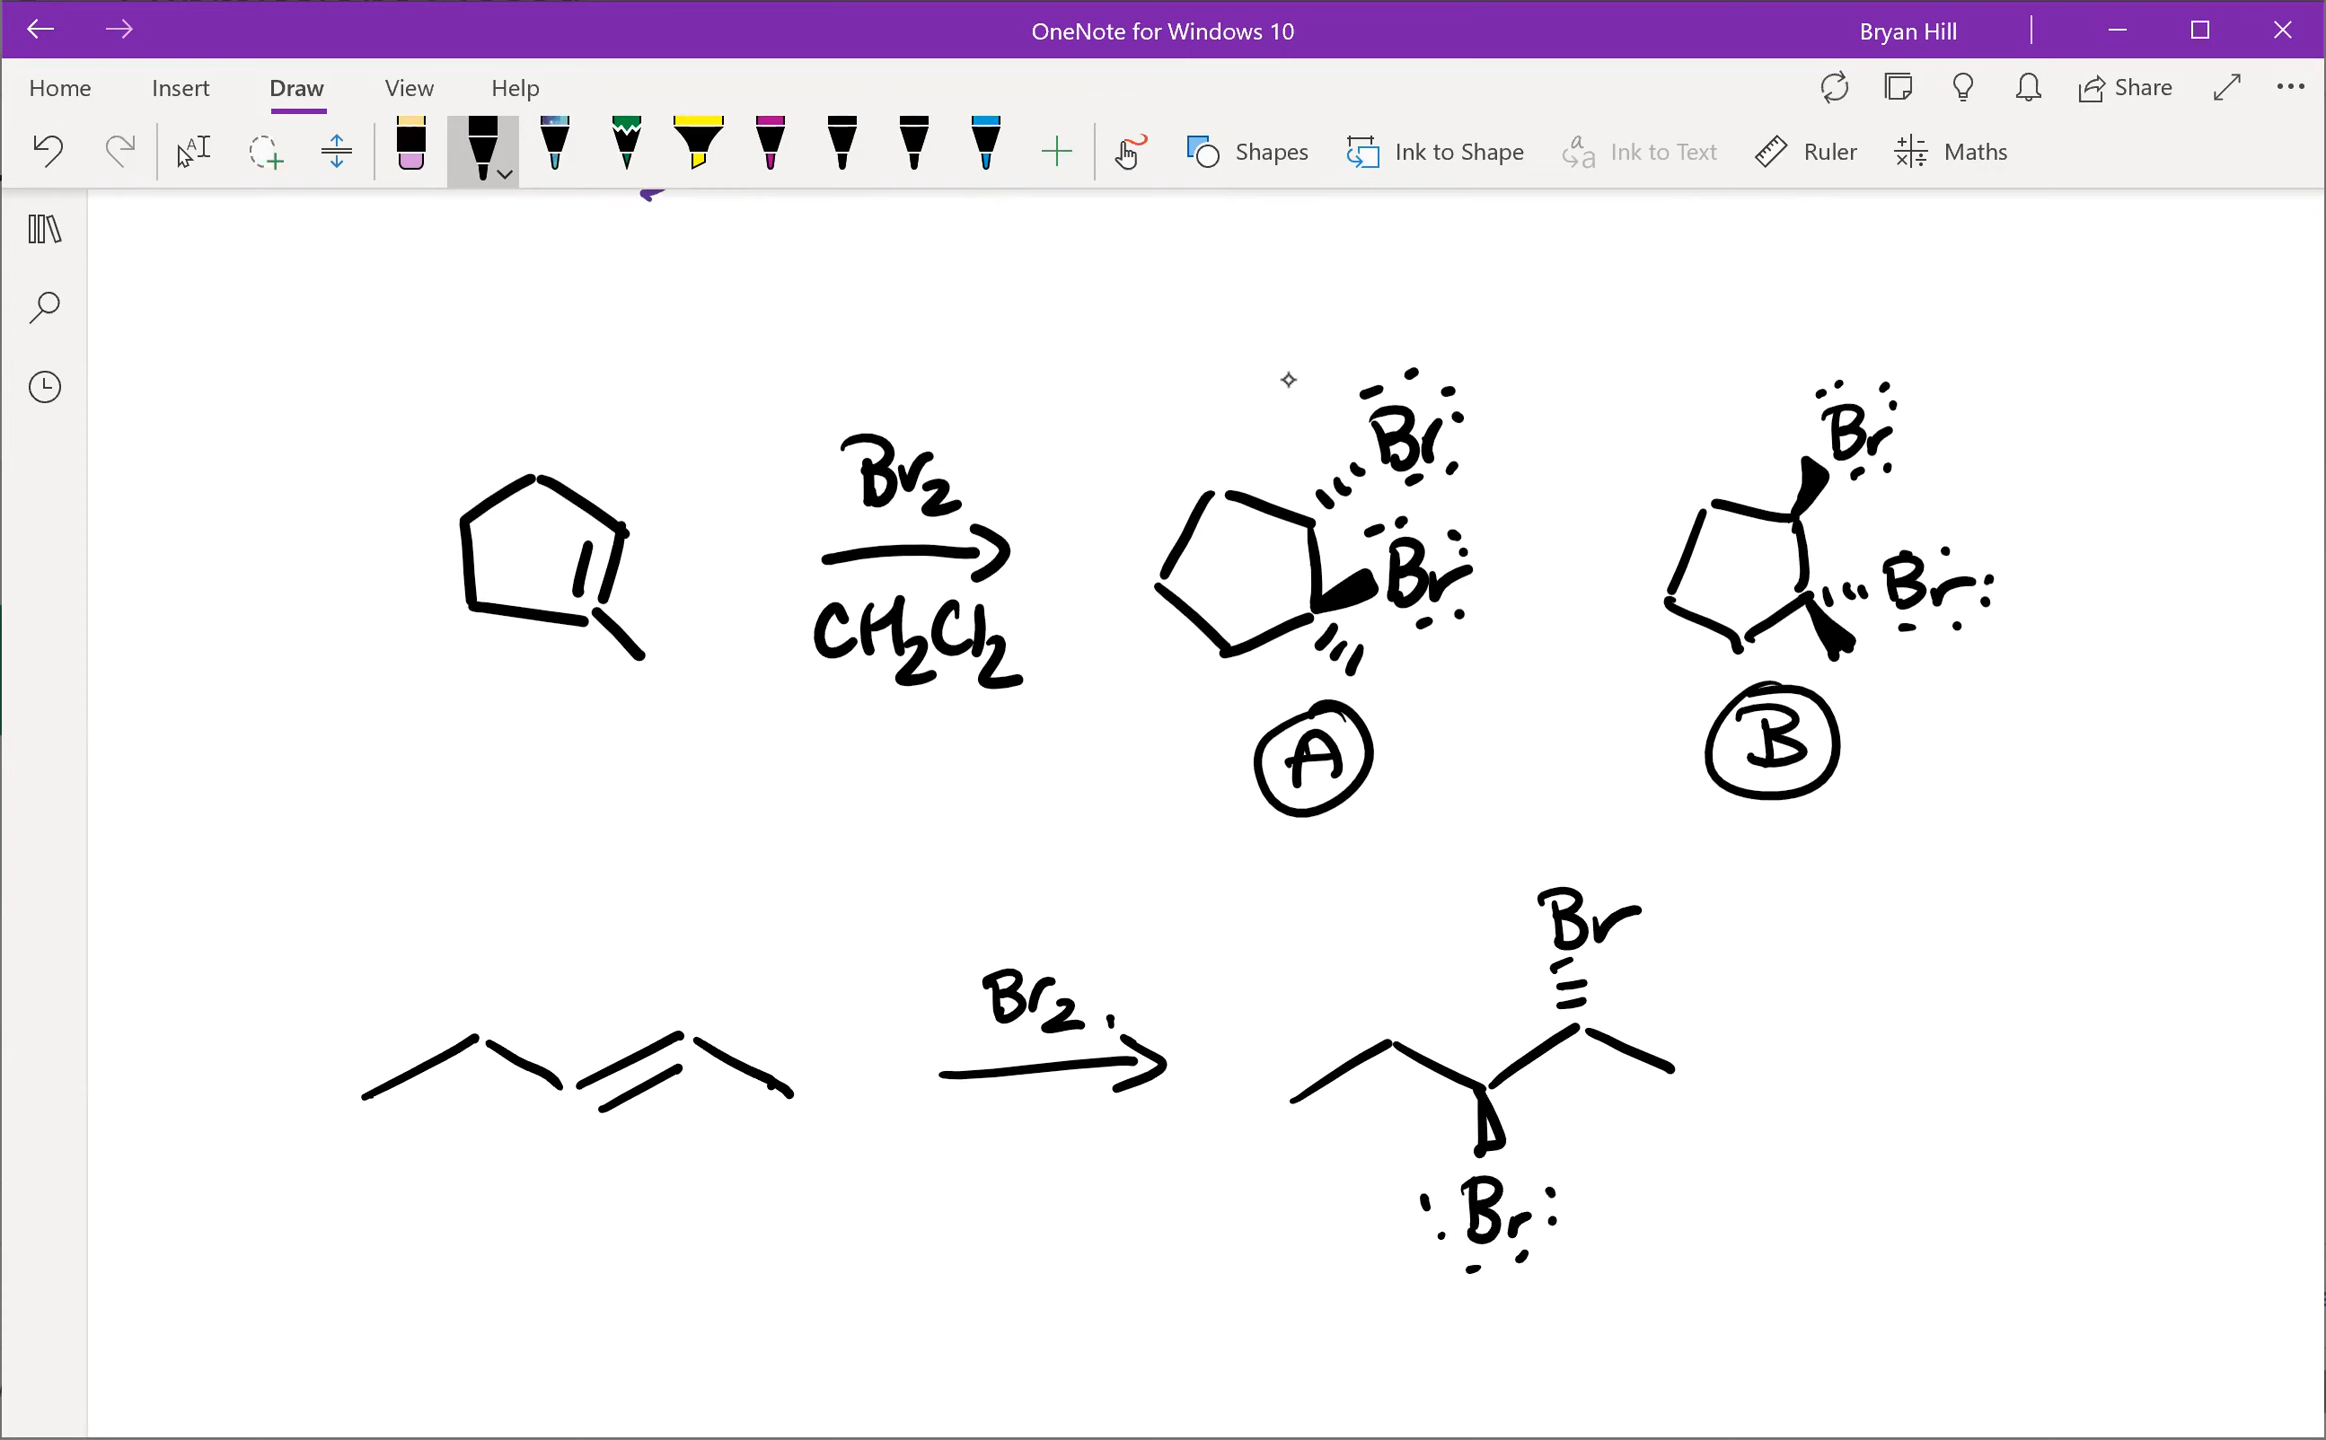 OneNote for Windows 10
Bryan Hill
Home Insert Draw View Help
Share
Shapes
Ink to Shape
Ink to Text
Ruler
Maths
Br
Br
Br₂
CH₂Cl₂
Br
Br
A
B
Br
Br₂
Br